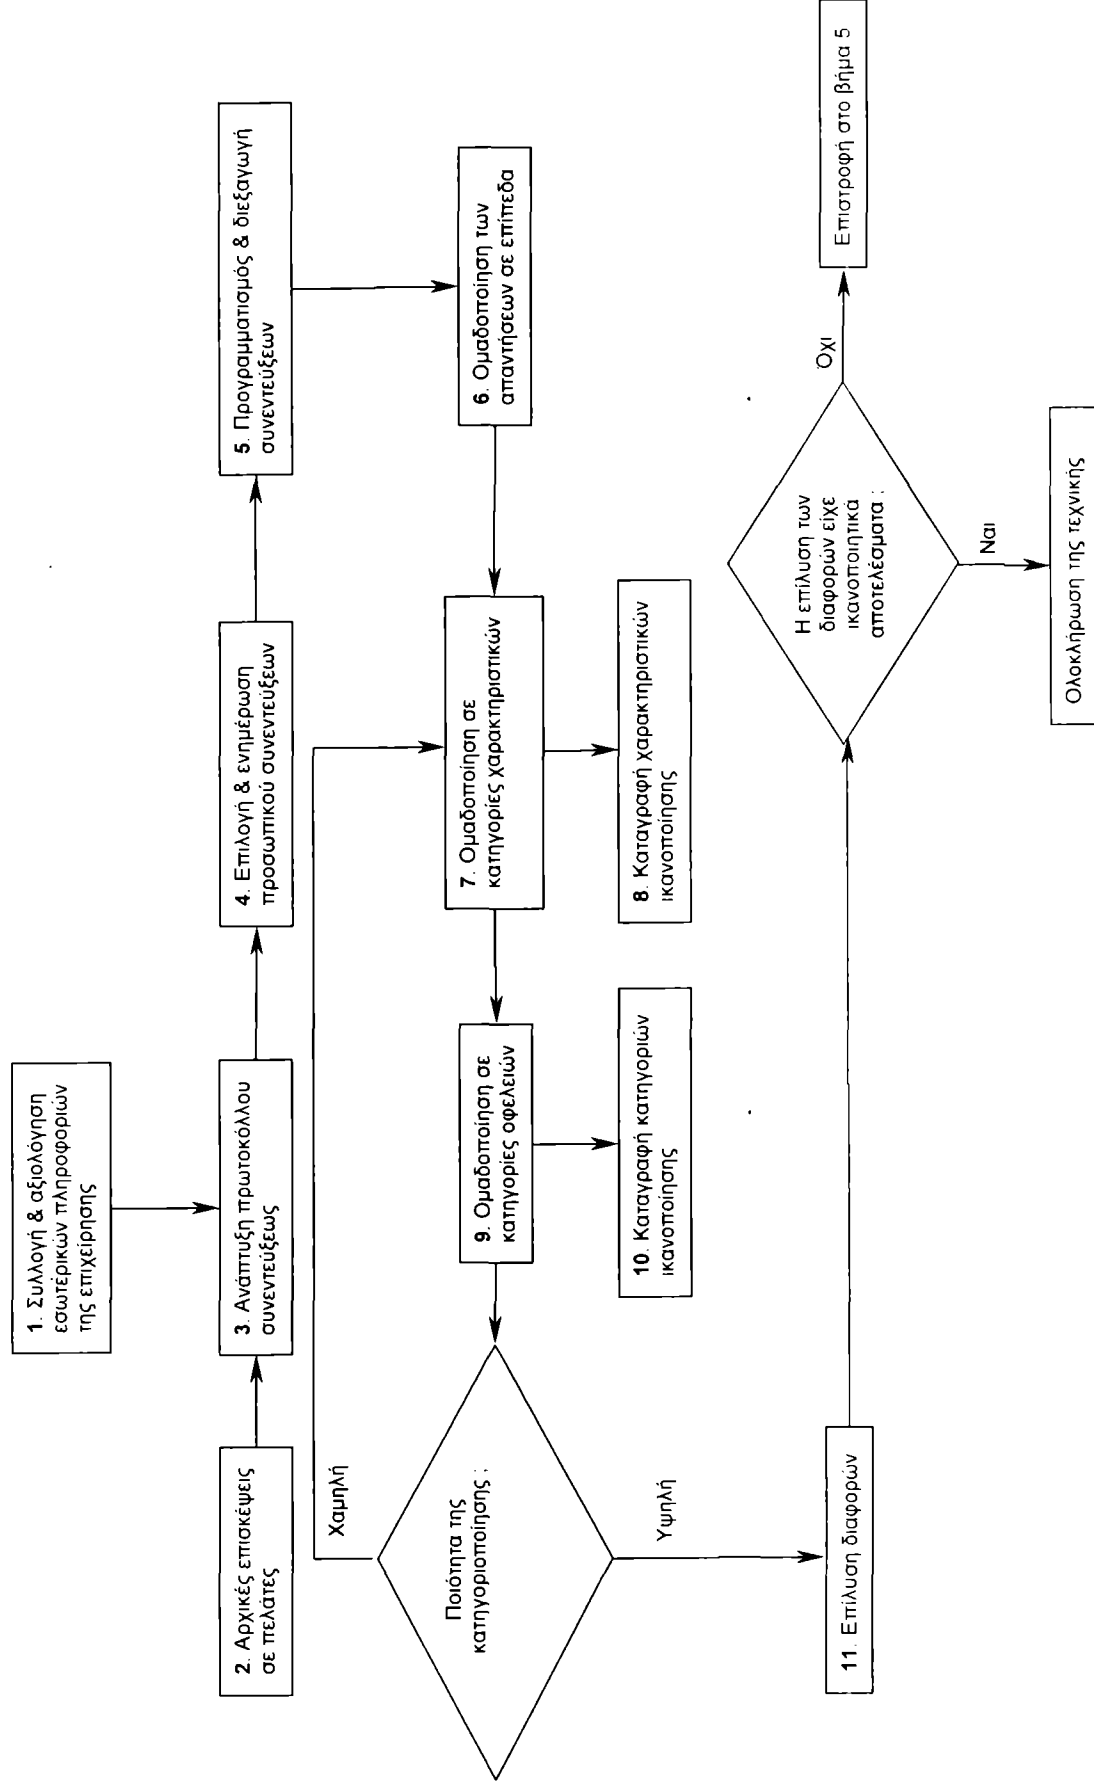 1. Συλλογή & αξιολόγηση
εσωτερικών πληροφοριών
της επιχείρησης
2. Αρχικές επισκέψεις
σε πελάτες
3. Ανάπτυξη πρωτοκόλλου
συνεντεύξεως
4. Επιλογή & ενημέρωση
προσωπικού συνεντεύξεων
5. Προγραμματισμός & διεξαγωγή
συνεντεύξεων
6. Ομαδοποίηση των
απαντήσεων σε επίπεδα
7. Ομαδοποίηση σε
κατηγορίες χαρακτηριστικών
8. Καταγραφή χαρακτηριστικών
ικανοποίησης
9. Ομαδοποίηση σε
κατηγορίες οφελειών
10. Καταγραφή κατηγοριών
ικανοποίησης
Ποιότητα της
κατηγοριοποίησης ;
Χαμηλή
Υψηλή
11. Επίλυση διαφορών
Η επίλυση των
διαφορών είχε
ικανοποιητικά
αποτελέσματα ;
Όχι
Επιστροφή στο βήμα 5
Ναι
Ολοκλήρωση της τεχνικής